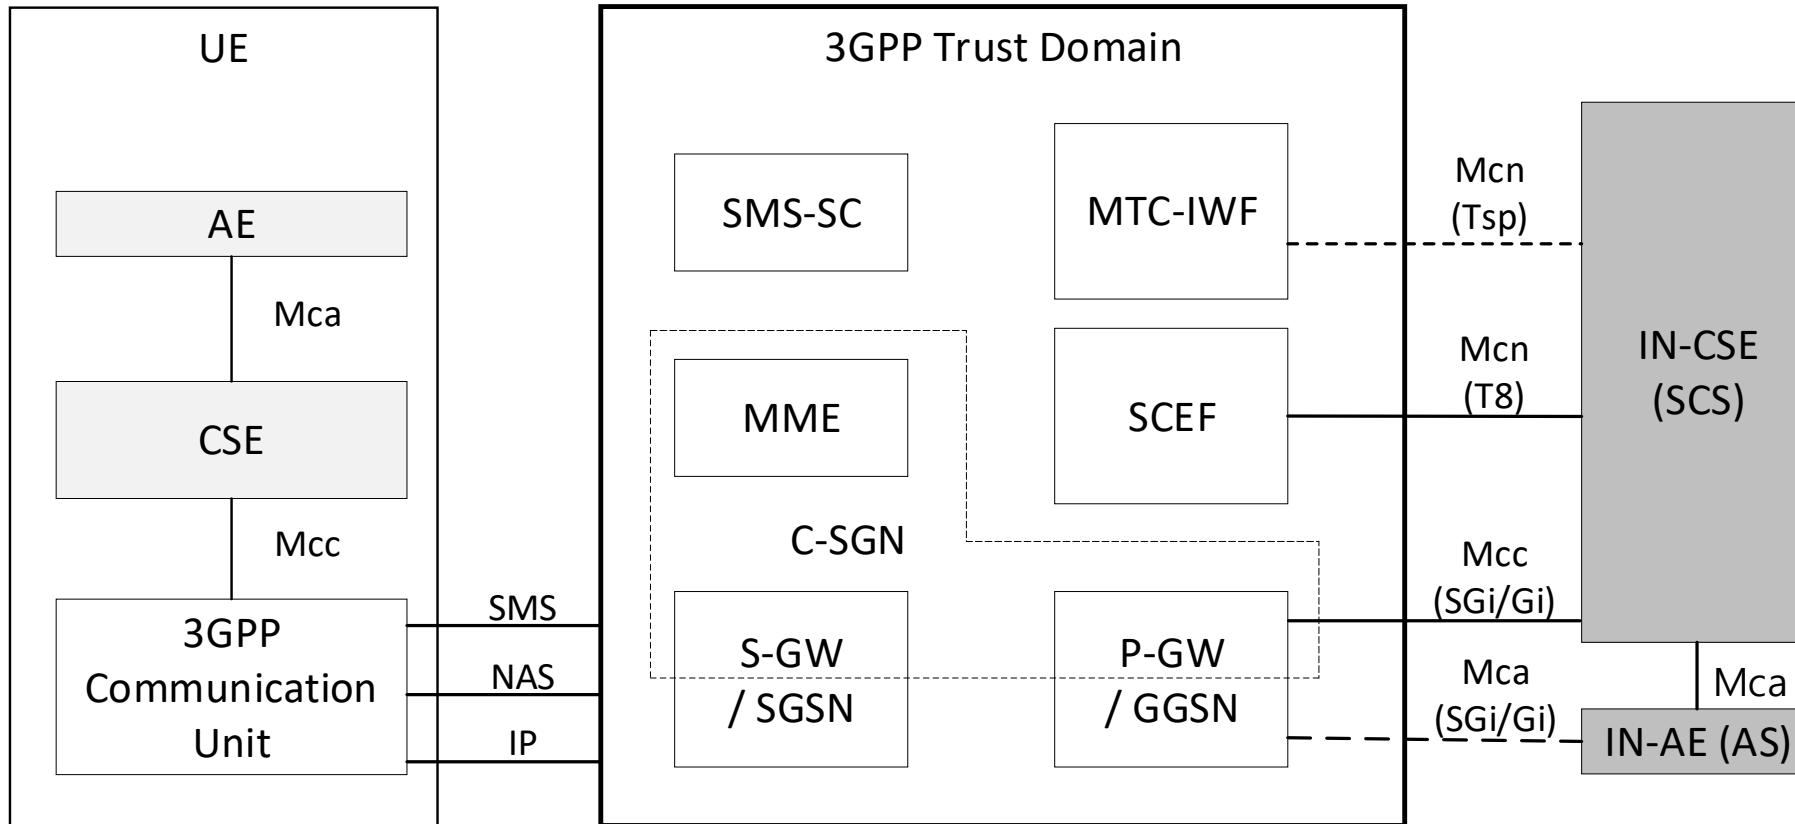 UE
AE
Mca
CSE
Mcc
3GPP
Communication
Unit
SMS
NAS
IP
3GPP Trust Domain
SMS-SC
MTC-IWF
MME
SCEF
C-SGN
S-GW
/ SGSN
P-GW
/ GGSN
Mcn
(Tsp)
Mcn
(T8)
Mcc
(SGi/Gi)
Mca
(SGi/Gi)
IN-CSE
(SCS)
Mca
IN-AE (AS)